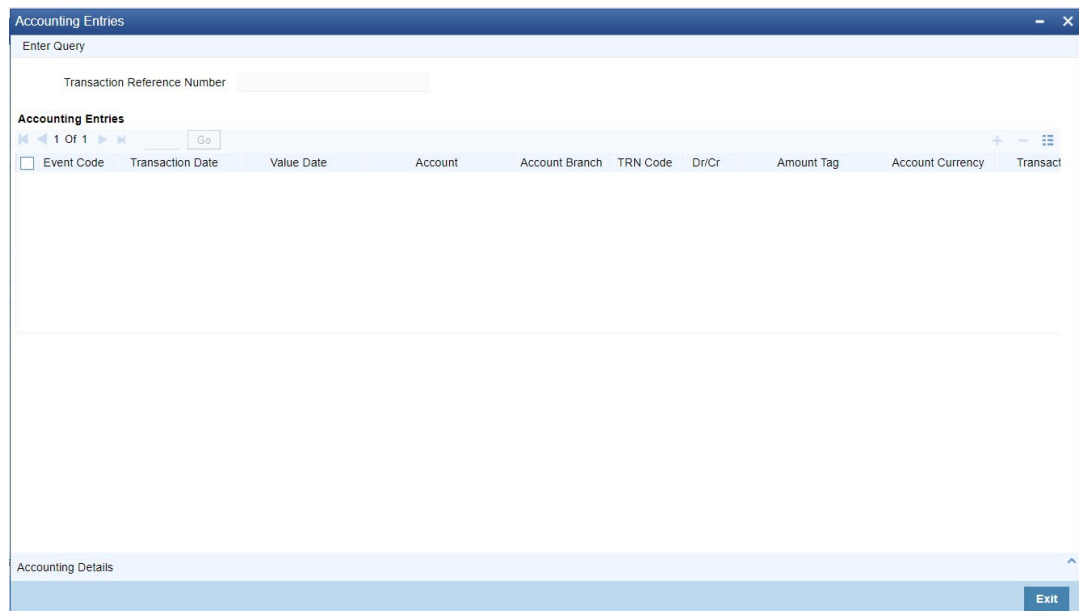 Accounting Entries
Enter Query
Transaction Reference Number
Accounting Entries
1 Of 1 Go
Event Code Transaction Date Value Date Account Account Branch TRN Code Dr/Cr Amount Tag Account Currency Transact
Accounting Details
Exit